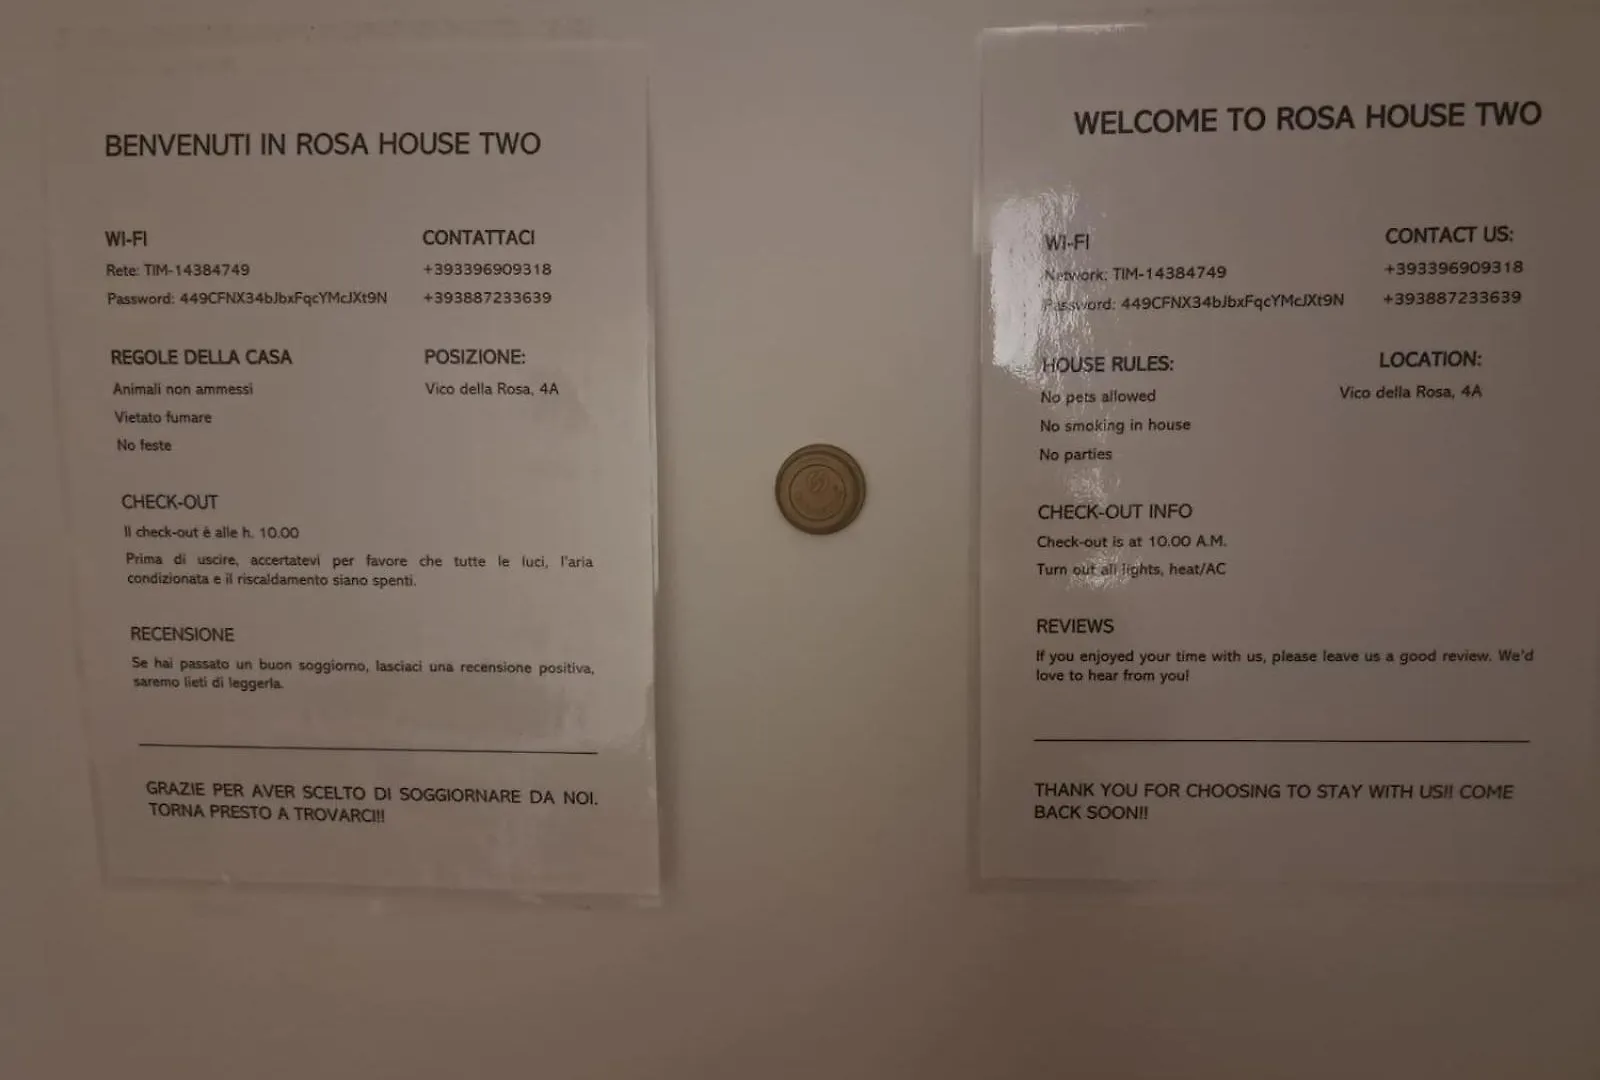 BENVENUTI IN ROSA HOUSE TWO
WI-FI
Rete: TIM-14384749
Password: 449CFNX34bJbxFqcYMcJXt9N
CONTATTACI
+393396909318
+393887233639
REGOLE DELLA CASA
Animali non ammessi
Vietato fumare
No feste
POSIZIONE:
Vico della Rosa, 4A
CHECK-OUT
Il check-out è alle h. 10.00
Prima di uscire, accertatevi per favore che tutte le luci, l'aria
condizionata e il riscaldamento siano spenti.
RECENSIONE
Se hai passato un buon soggiorno, lasciaci una recensione positiva,
saremo lieti di leggerla.
GRAZIE PER AVER SCELTO DI SOGGIORNARE DA NOI.
TORNA PRESTO A TROVARCI!!
WELCOME TO ROSA HOUSE TWO
WI-FI
Network: TIM-14384749
Password: 449CFNX34bJbxFqcYMcJXt9N
CONTACT US:
+393396909318
+393887233639
HOUSE RULES:
No pets allowed
No smoking in house
No parties
LOCATION:
Vico della Rosa, 4A
CHECK-OUT INFO
Check-out is at 10.00 A.M.
Turn out all lights, heat/AC
REVIEWS
If you enjoyed your time with us, please leave us a good review. We'd
love to hear from you!
THANK YOU FOR CHOOSING TO STAY WITH US!! COME
BACK SOON!!